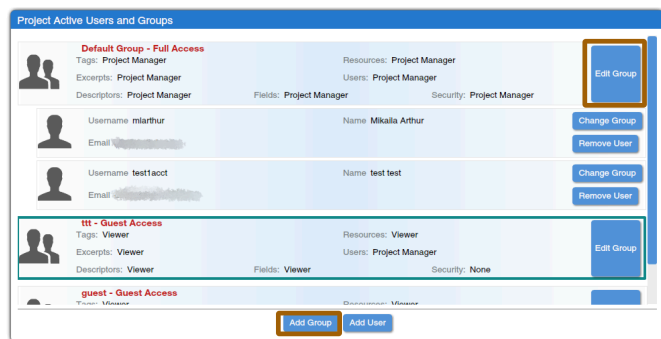 Project Active Users and Groups
Default Group - Full Access
Tags: Project Manager Resources: Project Manager
Excerpts: Project Manager Users: Project Manager
Descriptors: Project Manager Fields: Project Manager Security: Project Manager
Edit Group
Username mlarthur Name Mikaila Arthur
Change Group
Email
Remove User
Username test1acct Name test test
Change Group
Email
Remove User
ttt - Guest Access
Tags: Viewer Resources: Viewer
Excerpts: Viewer Users: Project Manager
Descriptors: Viewer Fields: Viewer Security: None
Edit Group
guest - Guest Access
Tags: Viewer Resources: Viewer
Add Group Add User